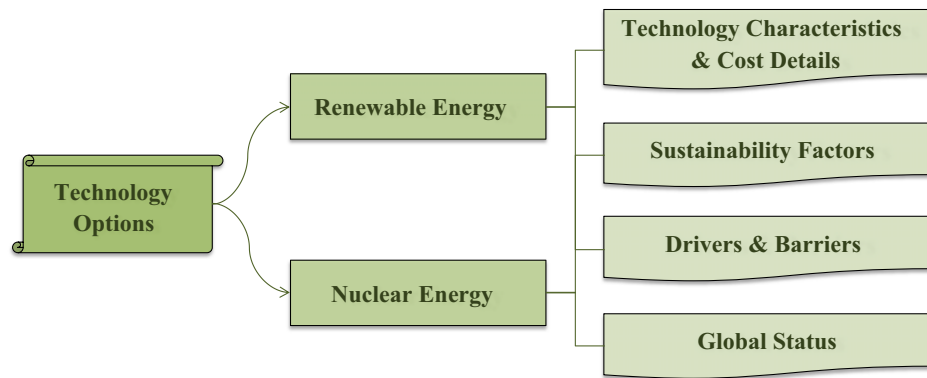 Technology Characteristics
& Cost Details
Renewable Energy
Sustainability Factors
Technology
Options
Drivers & Barriers
Nuclear Energy
Global Status